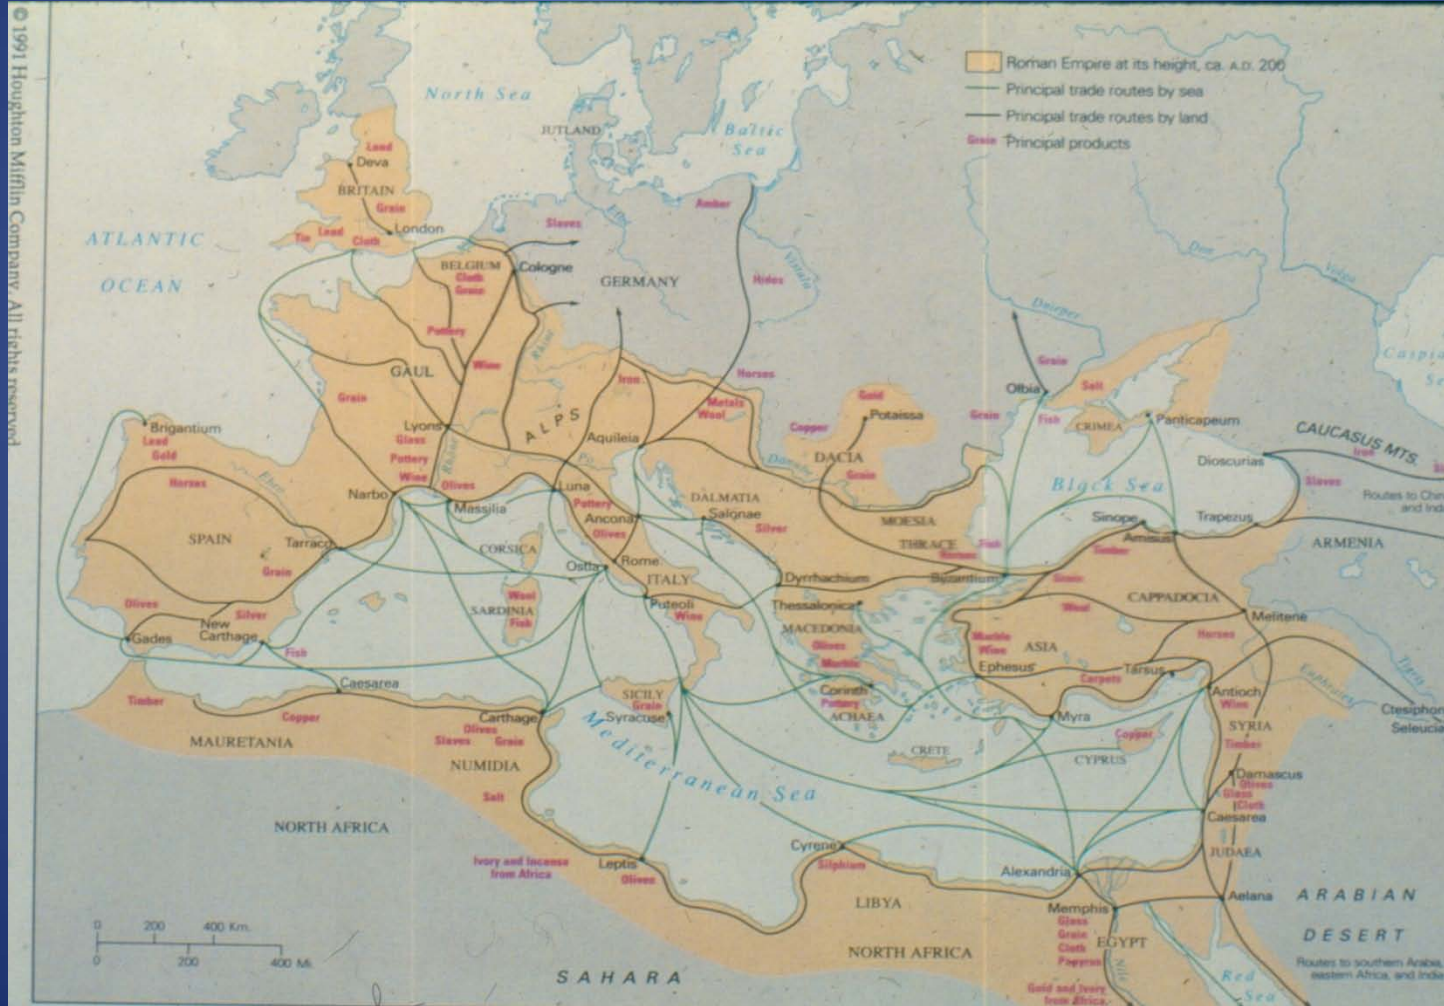 © 1991 Houghton Mifflin Company. All rights reserved
Roman Empire at its height, ca. A.D. 200
Principal trade routes by sea
Principal trade routes by land
Grain Principal products
North Sea
JUTLAND
Baltic
Sea
Lead
Deva
BRITAIN
Grain
Amber
Elbe
Slaves
Tin
Lead
Cloth
London
ATLANTIC
OCEAN
BELGIUM
Cloth
Grain
Cologne
GERMANY
Hides
Vistula
Don
Volga
Dnieper
Pottery
Rhine
Wine
GAUL
Grain
Iron
Horses
Metals
Wool
Grain
Olbia
Salt
Caspia
Se
Gold
Potaissa
Copper
Grain
Fish
CRIMEA
Panticapeum
Brigantium
Lead
Gold
Lyons
Glass
Rhône
ALPS
Aquileia
Po
Danube
DACIA
Grain
CAUCASUS MTS.
Iron
Dioscurias
Slaves
Horses
Ebro
Pottery
Wine
Olives
Narbo
Massilia
Luna
Pottery
Ancona
Olives
DALMATIA
Salonae
Silver
Black Sea
Routes to Chin
and Indi
MOESIA
THRACE
Fish
Sinope
Trapezus
Amisus
Timber
ARMENIA
SPAIN
Tarraco
Grain
CORSICA
Ostia
Rome
ITALY
Dyrrhachium
Byzantium
CAPPADOCIA
Wool
SARDINIA
Fish
Puteoli
Wine
Thessalonica
MACEDONIA
Olives
Marble
Wool
Melitene
Horses
Olives
Silver
New
Carthage
Gades
Fish
Marble
Wine
ASIA
Ephesus
Tarsus
Carpets
Euphrates
Tigris
Caesarea
Timber
Copper
SICILY
Grain
Syracuse
Corinth
Pottery
ACHAEA
Myra
Antioch
Wine
Ctesiphon
Seleucia
MAURETANIA
Carthage
Olives
Slaves
Grain
NUMIDIA
Mediterranean Sea
CRETE
Copper
CYPRUS
SYRIA
Timber
Damascus
Olives
Glass
Cloth
Salt
Caesarea
NORTH AFRICA
Ivory and Incense
from Africa
Leptis
Olives
Cyrene
Silphium
JUDAEA
Alexandria
LIBYA
Aelana
ARABIAN
DESERT
Memphis
Glass
Grain
Cloth
Papyrus
EGYPT
Nile
NORTH AFRICA
Gold and Ivory
from Africa
Red
Sea
Routes to southern Arabia,
eastern Africa, and India
SAHARA
0 200 400 Km.
0 200 400 Mi.